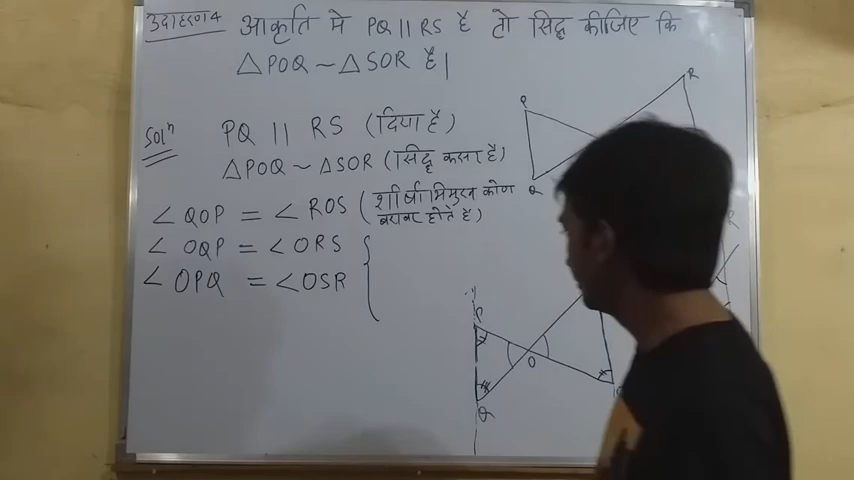 उदाहरण4 आकृति मे PQ || RS है तो सिद्ध कीजिए कि
△POQ ~ △SOR है|
Solⁿ PQ || RS (दिया है)
△POQ ~ △SOR (सिद्ध करना है)
∠QOP = ∠ROS (शीर्षाभिमुख कोण
बराबर होते है)
∠OQP = ∠ORS
∠OPQ = ∠OSR
P
R
Q
R
P
O
Q